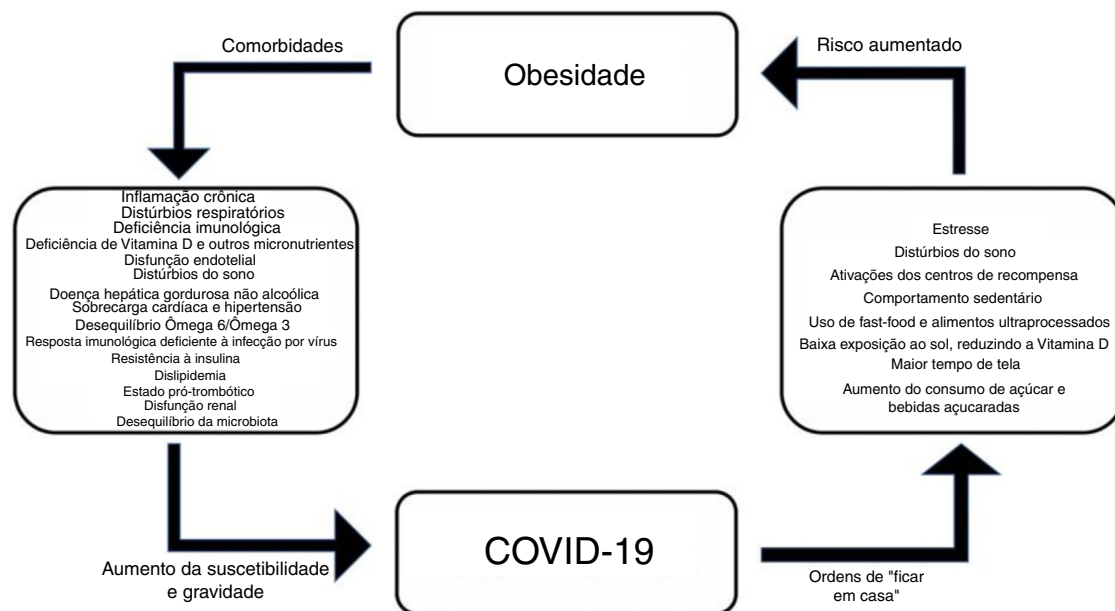 Comorbidades
Obesidade
Risco aumentado
Inflamação crônica
Distúrbios respiratórios
Deficiência imunológica
Deficiência de Vitamina D e outros micronutrientes
Disfunção endotelial
Distúrbios do sono
Doença hepática gordurosa não alcoólica
Sobrecarga cardíaca e hipertensão
Desequilíbrio Ômega 6/Ômega 3
Resposta imunológica deficiente à infecção por vírus
Resistência à insulina
Dislipidemia
Estado pró-trombótico
Disfunção renal
Desequilíbrio da microbiota
Estresse
Distúrbios do sono
Ativações dos centros de recompensa
Comportamento sedentário
Uso de fast-food e alimentos ultraprocessados
Baixa exposição ao sol, reduzindo a Vitamina D
Maior tempo de tela
Aumento do consumo de açúcar e
bebidas açucaradas
Aumento da suscetibilidade
e gravidade
COVID-19
Ordens de "ficar
em casa"